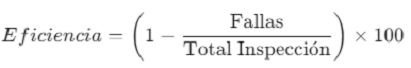 Eficiencia = (1 − Fallas / Total Inspección) × 100